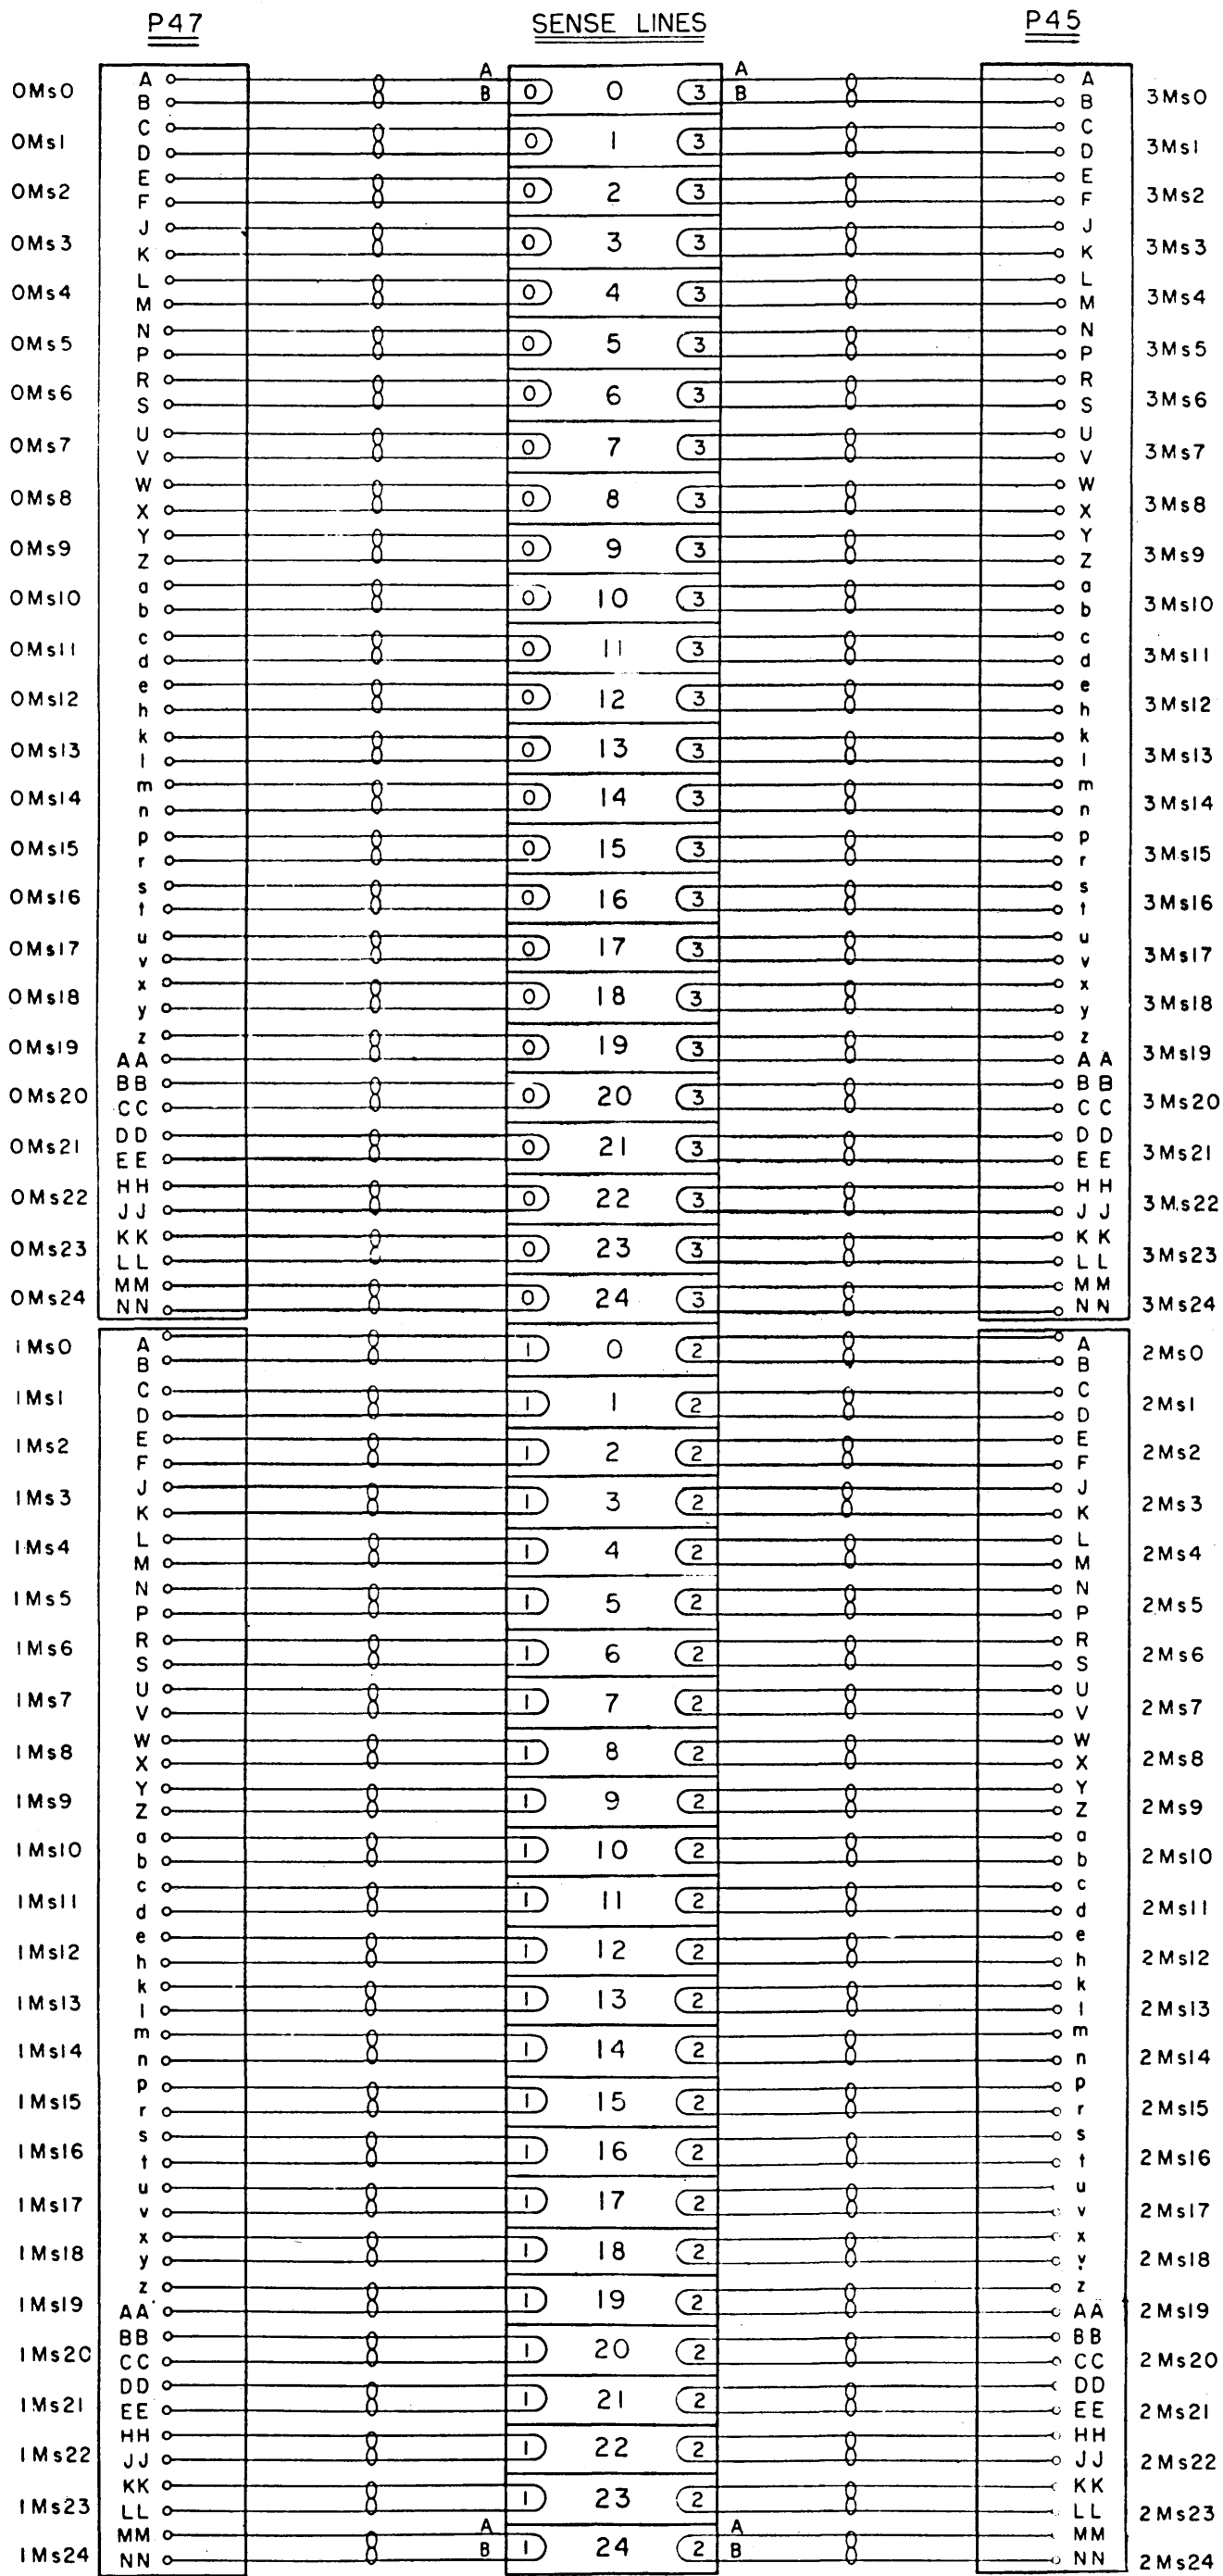 P47 SENSE LINES P45
0Ms0 A B A B 0 0 3 A B A B 3Ms0
0Ms1 C D 0 1 3 C D 3Ms1
0Ms2 E F 0 2 3 E F 3Ms2
0Ms3 J K 0 3 3 J K 3Ms3
0Ms4 L M 0 4 3 L M 3Ms4
0Ms5 N P 0 5 3 N P 3Ms5
0Ms6 R S 0 6 3 R S 3Ms6
0Ms7 U V 0 7 3 U V 3Ms7
0Ms8 W X 0 8 3 W X 3Ms8
0Ms9 Y Z 0 9 3 Y Z 3Ms9
0Ms10 a b 0 10 3 a b 3Ms10
0Ms11 c d 0 11 3 c d 3Ms11
0Ms12 e h 0 12 3 e h 3Ms12
0Ms13 k l 0 13 3 k l 3Ms13
0Ms14 m n 0 14 3 m n 3Ms14
0Ms15 p r 0 15 3 p r 3Ms15
0Ms16 s t 0 16 3 s t 3Ms16
0Ms17 u v 0 17 3 u v 3Ms17
0Ms18 x y 0 18 3 x y 3Ms18
0Ms19 z AA 0 19 3 z AA 3Ms19
0Ms20 BB CC 0 20 3 BB CC 3Ms20
0Ms21 DD EE 0 21 3 DD EE 3Ms21
0Ms22 HH JJ 0 22 3 HH JJ 3Ms22
0Ms23 KK LL 0 23 3 KK LL 3Ms23
0Ms24 MM NN 0 24 3 MM NN 3Ms24
1Ms0 A B 1 0 2 A B 2Ms0
1Ms1 C D 1 1 2 C D 2Ms1
1Ms2 E F 1 2 2 E F 2Ms2
1Ms3 J K 1 3 2 J K 2Ms3
1Ms4 L M 1 4 2 L M 2Ms4
1Ms5 N P 1 5 2 N P 2Ms5
1Ms6 R S 1 6 2 R S 2Ms6
1Ms7 U V 1 7 2 U V 2Ms7
1Ms8 W X 1 8 2 W X 2Ms8
1Ms9 Y Z 1 9 2 Y Z 2Ms9
1Ms10 a b 1 10 2 a b 2Ms10
1Ms11 c d 1 11 2 c d 2Ms11
1Ms12 e h 1 12 2 e h 2Ms12
1Ms13 k l 1 13 2 k l 2Ms13
1Ms14 m n 1 14 2 m n 2Ms14
1Ms15 p r 1 15 2 p r 2Ms15
1Ms16 s t 1 16 2 s t 2Ms16
1Ms17 u v 1 17 2 u v 2Ms17
1Ms18 x y 1 18 2 x y 2Ms18
1Ms19 z AA 1 19 2 z AA 2Ms19
1Ms20 BB CC 1 20 2 BB CC 2Ms20
1Ms21 DD EE 1 21 2 DD EE 2Ms21
1Ms22 HH JJ 1 22 2 HH JJ 2Ms22
1Ms23 KK LL 1 23 2 KK LL 2Ms23
1Ms24 MM NN A B 1 24 2 A B MM NN 2Ms24